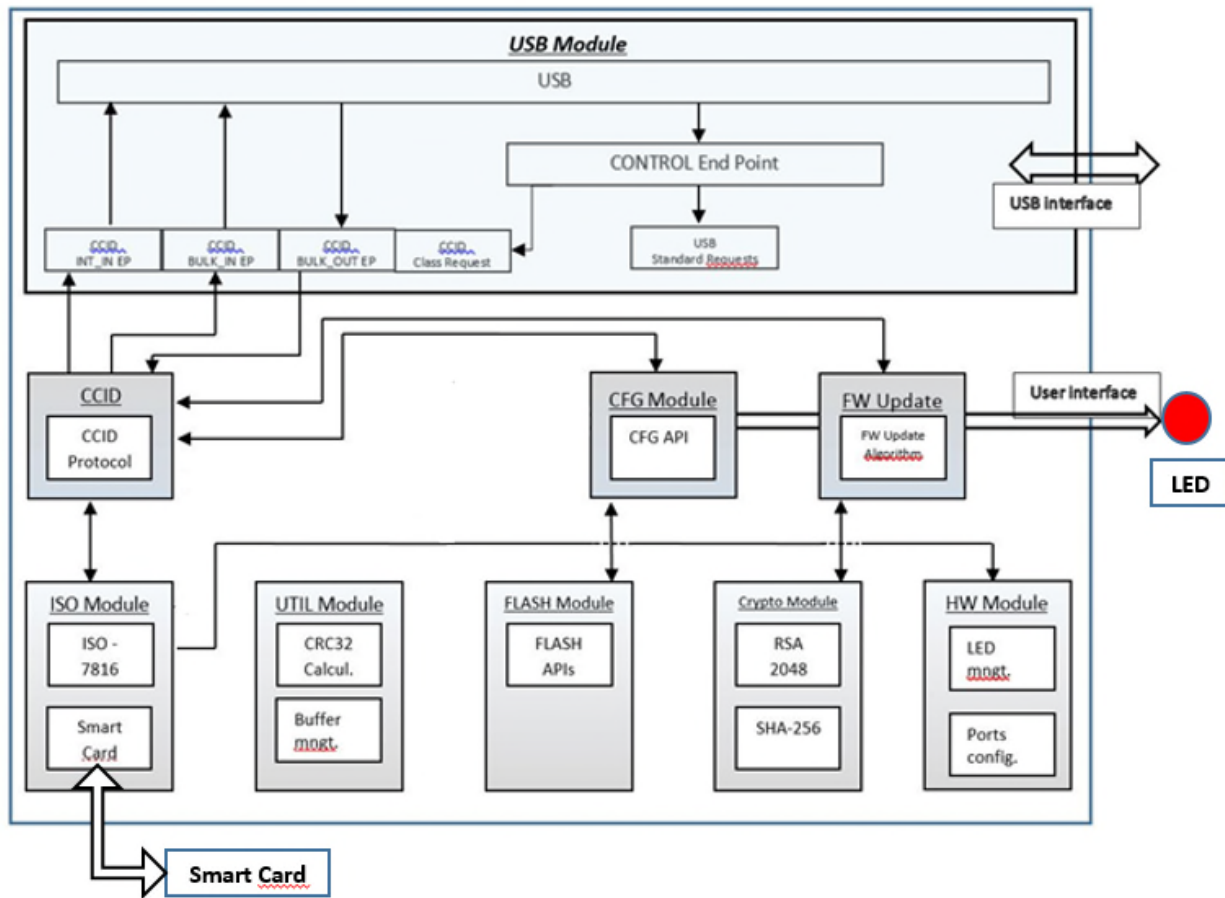 USB Module
USB
CONTROL End Point
USB Interface
CCID
INT_IN EP
CCID
BULK_IN EP
CCID
BULK_OUT EP
CCID
Class Request
USB
Standard Requests
CCID
CCID
Protocol
CFG Module
CFG API
FW Update
FW Update
Algorithm
User Interface
LED
ISO Module
ISO -
7816
Smart
Card
UTIL Module
CRC32
Calcul.
Buffer
mngt.
FLASH Module
FLASH
APIs
Crypto Module
RSA
2048
SHA-256
HW Module
LED
mngt.
Ports
config.
Smart Card